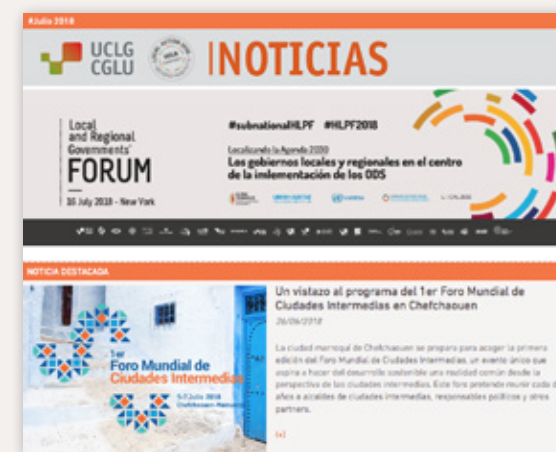 #Julio 2018
UCLG
CGLU
NOTICIAS
Local
and Regional
Governments'
FORUM
16 July 2018 - New York
#subnationalHLPF #HLPF2018
Localizando la Agenda 2030
Los gobiernos locales y regionales en el centro
de la imlementación de los ODS
NOTICIA DESTACADA
1er
Foro Mundial de
Ciudades Intermedias
5-7 Julio 2018
Chefchaouen-Marruecos
Un vistazo al programa del 1er Foro Mundial de
Ciudades Intermedias en Chefchaouen
26/06/2018
La ciudad marroquí de Chefchaouen se prepara para acoger la primera
edición del Foro Mundial de Ciudades Intermedias, un evento único que
aspira a hacer del desarrollo sostenible una realidad común desde la
perspectiva de las ciudades intermedias. Este foro pretende reunir cada
años a alcaldes de ciudades intermedias, responsables políticos y otros
partners.
[+]